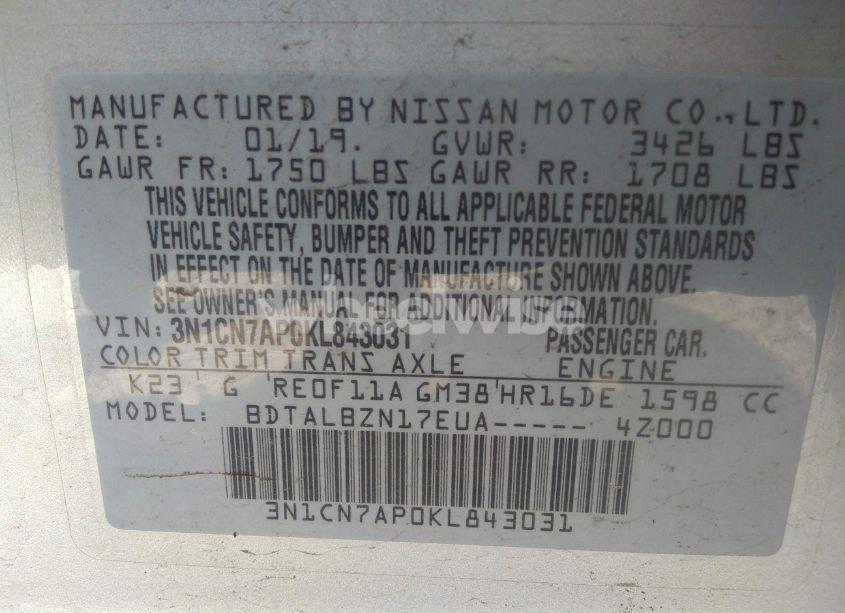 MANUFACTURED BY NISSAN MOTOR CO., LTD.
DATE: 01/19. GVWR: 3426 LBS
GAWR FR: 1750 LBS GAWR RR: 1708 LBS
THIS VEHICLE CONFORMS TO ALL APPLICABLE FEDERAL MOTOR
VEHICLE SAFETY, BUMPER AND THEFT PREVENTION STANDARDS
IN EFFECT ON THE DATE OF MANUFACTURE SHOWN ABOVE.
SEE OWNER'S MANUAL FOR ADDITIONAL INFORMATION.
VIN: 3N1CN7AP0KL843031 PASSENGER CAR.
COLOR TRIM TRANS AXLE ENGINE
K23 G RE0F11A GM38 HR16DE 1598 CC
MODEL: BDTALBZN17EUA----- 4Z000
3N1CN7AP0KL843031